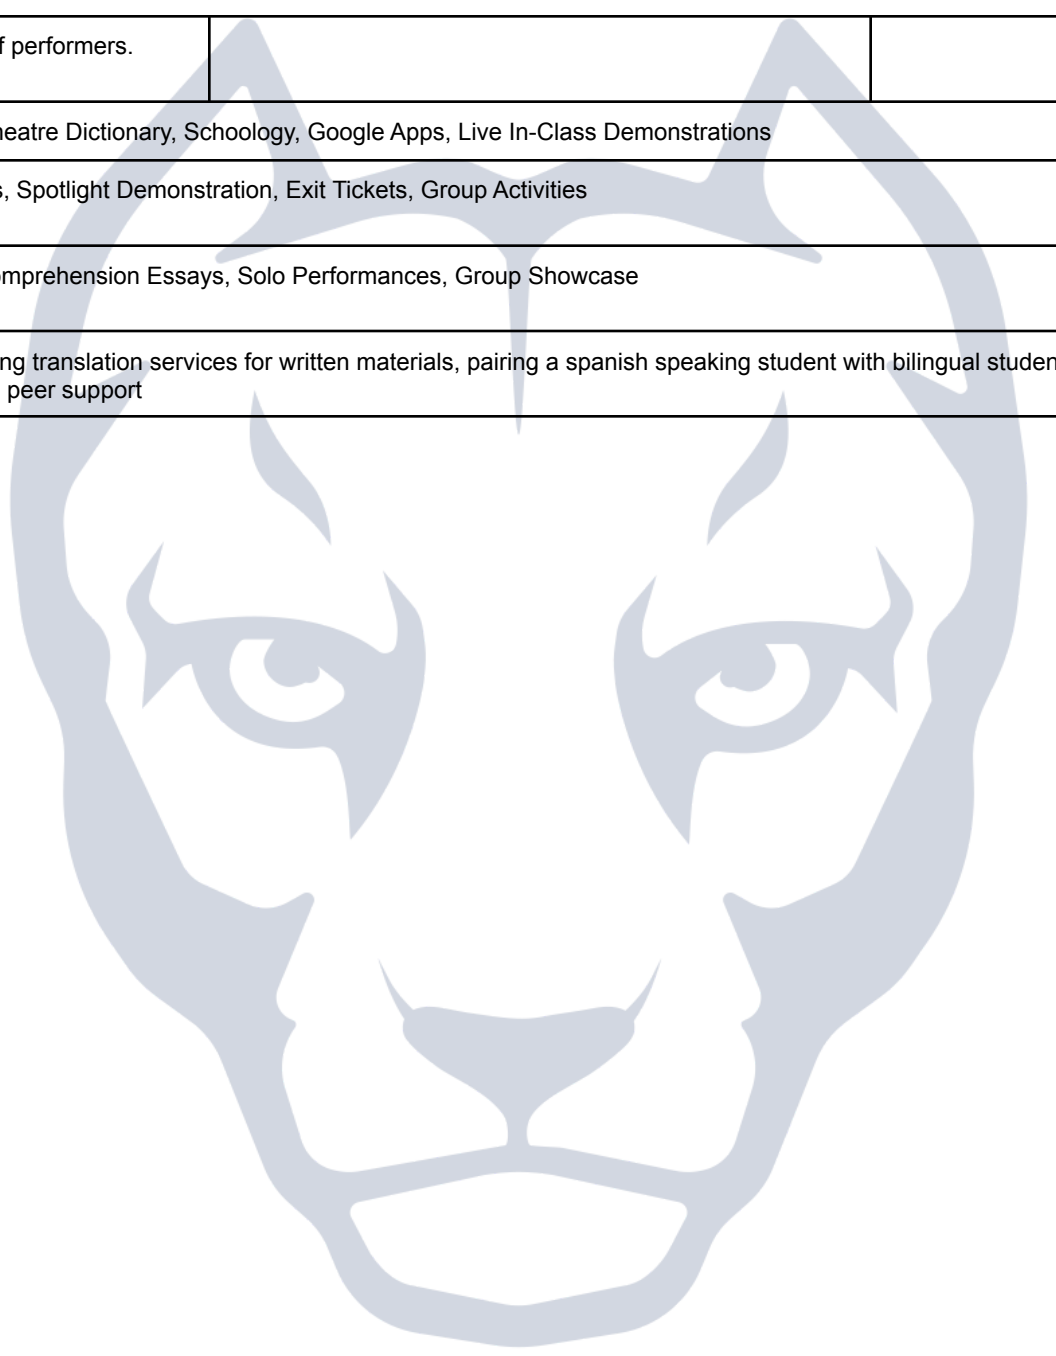 f performers.
heatre Dictionary, Schoology, Google Apps, Live In-Class Demonstrations
s, Spotlight Demonstration, Exit Tickets, Group Activities
mprehension Essays, Solo Performances, Group Showcase
ng translation services for written materials, pairing a spanish speaking student with bilingual studen
peer support